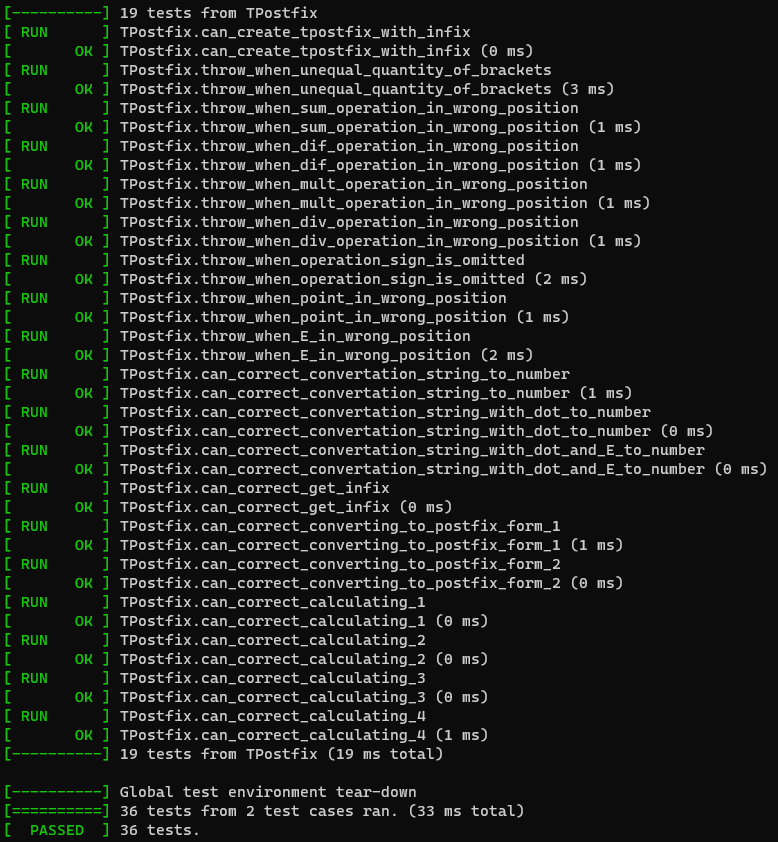 [----------] 19 tests from TPostfix
[ RUN      ] TPostfix.can_create_tpostfix_with_infix
[       OK ] TPostfix.can_create_tpostfix_with_infix (0 ms)
[ RUN      ] TPostfix.throw_when_unequal_quantity_of_brackets
[       OK ] TPostfix.throw_when_unequal_quantity_of_brackets (3 ms)
[ RUN      ] TPostfix.throw_when_sum_operation_in_wrong_position
[       OK ] TPostfix.throw_when_sum_operation_in_wrong_position (1 ms)
[ RUN      ] TPostfix.throw_when_dif_operation_in_wrong_position
[       OK ] TPostfix.throw_when_dif_operation_in_wrong_position (1 ms)
[ RUN      ] TPostfix.throw_when_mult_operation_in_wrong_position
[       OK ] TPostfix.throw_when_mult_operation_in_wrong_position (1 ms)
[ RUN      ] TPostfix.throw_when_div_operation_in_wrong_position
[       OK ] TPostfix.throw_when_div_operation_in_wrong_position (1 ms)
[ RUN      ] TPostfix.throw_when_operation_sign_is_omitted
[       OK ] TPostfix.throw_when_operation_sign_is_omitted (2 ms)
[ RUN      ] TPostfix.throw_when_point_in_wrong_position
[       OK ] TPostfix.throw_when_point_in_wrong_position (1 ms)
[ RUN      ] TPostfix.throw_when_E_in_wrong_position
[       OK ] TPostfix.throw_when_E_in_wrong_position (2 ms)
[ RUN      ] TPostfix.can_correct_convertation_string_to_number
[       OK ] TPostfix.can_correct_convertation_string_to_number (1 ms)
[ RUN      ] TPostfix.can_correct_convertation_string_with_dot_to_number
[       OK ] TPostfix.can_correct_convertation_string_with_dot_to_number (0 ms)
[ RUN      ] TPostfix.can_correct_convertation_string_with_dot_and_E_to_number
[       OK ] TPostfix.can_correct_convertation_string_with_dot_and_E_to_number (0 ms)
[ RUN      ] TPostfix.can_correct_get_infix
[       OK ] TPostfix.can_correct_get_infix (0 ms)
[ RUN      ] TPostfix.can_correct_converting_to_postfix_form_1
[       OK ] TPostfix.can_correct_converting_to_postfix_form_1 (1 ms)
[ RUN      ] TPostfix.can_correct_converting_to_postfix_form_2
[       OK ] TPostfix.can_correct_converting_to_postfix_form_2 (0 ms)
[ RUN      ] TPostfix.can_correct_calculating_1
[       OK ] TPostfix.can_correct_calculating_1 (0 ms)
[ RUN      ] TPostfix.can_correct_calculating_2
[       OK ] TPostfix.can_correct_calculating_2 (0 ms)
[ RUN      ] TPostfix.can_correct_calculating_3
[       OK ] TPostfix.can_correct_calculating_3 (0 ms)
[ RUN      ] TPostfix.can_correct_calculating_4
[       OK ] TPostfix.can_correct_calculating_4 (1 ms)
[----------] 19 tests from TPostfix (19 ms total)

[----------] Global test environment tear-down
[==========] 36 tests from 2 test cases ran. (33 ms total)
[  PASSED  ] 36 tests.